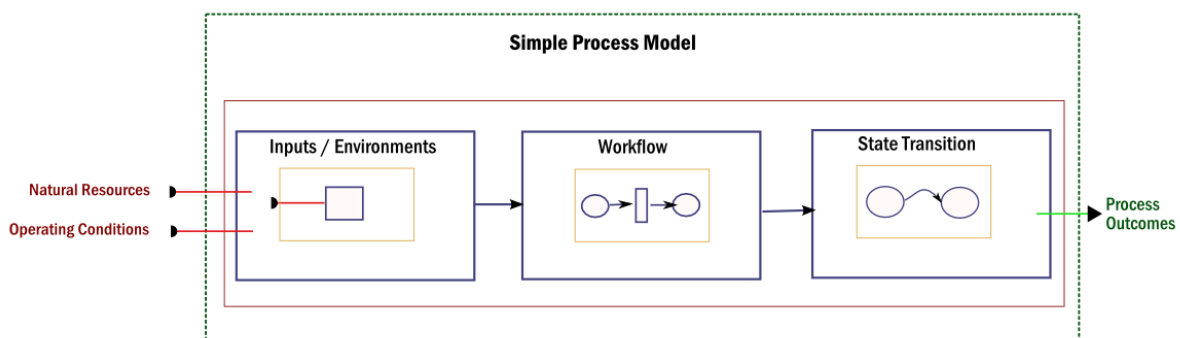 Simple Process Model
Inputs / Environments
Workflow
State Transition
Natural Resources
Operating Conditions
Process
Outcomes